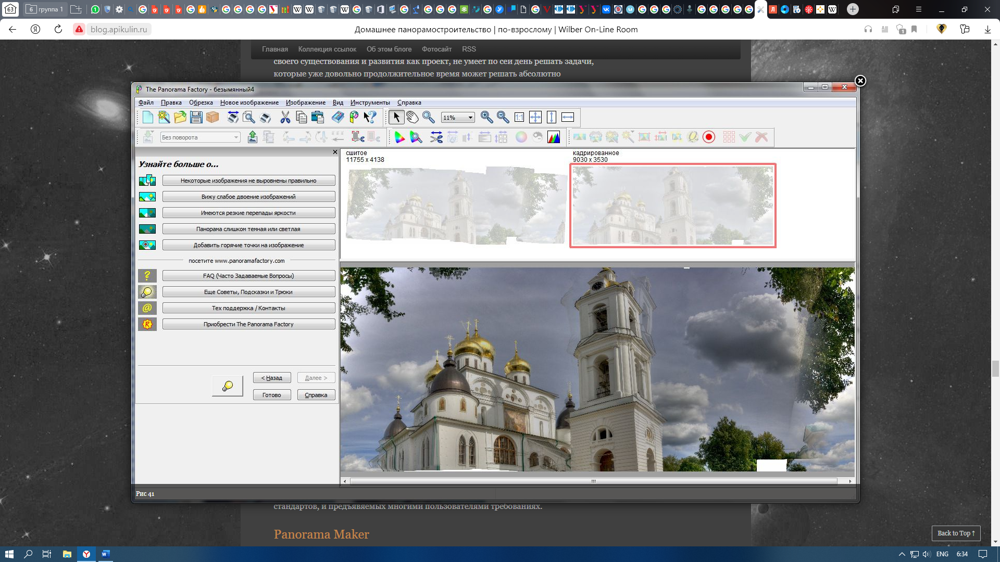 63
6 группа 1
blog.apikulin.ru
Домашнее панорамостроительство | по-взрослому | Wilber On-Line Room
1
Главная Коллекция ссылок Об этом блоге Фотосайт RSS
своего существования и развития как проект, не умеет по сей день решать задачи,
которые уже довольно продолжительное время может решать абсолютно
The Panorama Factory - безымянный4
Файл Правка Обрезка Новое изображение Изображение Вид Инструменты Справка
11%
1:1
Без поворота
Узнайте больше о...
Некоторые изображения не выровнены правильно
Вижу слабое двоение изображений
Имеются резкие перепады яркости
Панорама слишком темная или светлая
Добавить горячие точки на изображение
посетите www.panoramafactory.com
FAQ (Часто Задаваемые Вопросы)
Еще Советы, Подсказки и Трюки
Тех поддержка / Контакты
Приобрести The Panorama Factory
< Назад
Далее >
Готово
Справка
сшитое
11755 x 4138
кадрированное
9030 x 3530
Рис 41
стандартов, и предъявяемых многими пользователями требованиях.
Panorama Maker
Back to Top ↑
ENG 6:34